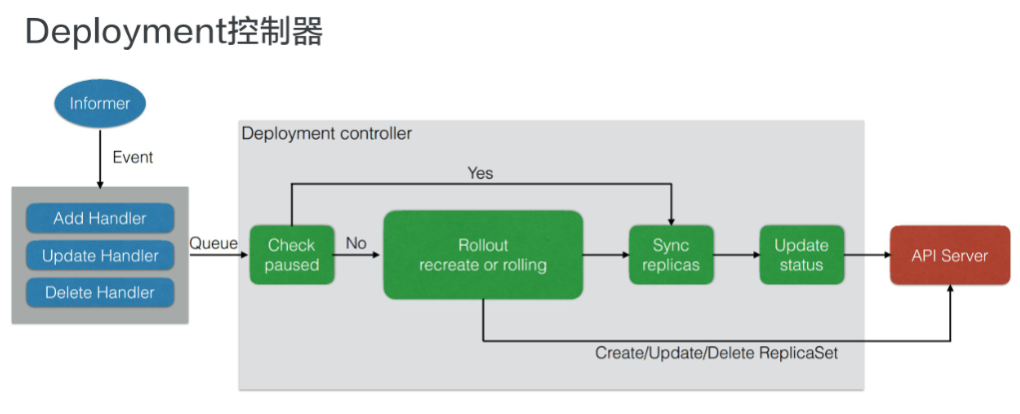 Deployment控制器
Informer
Event
Deployment controller
Yes
Add Handler
Update Handler
Delete Handler
Queue
Check
paused
No
Rollout
recreate or rolling
Sync
replicas
Update
status
API Server
Create/Update/Delete ReplicaSet